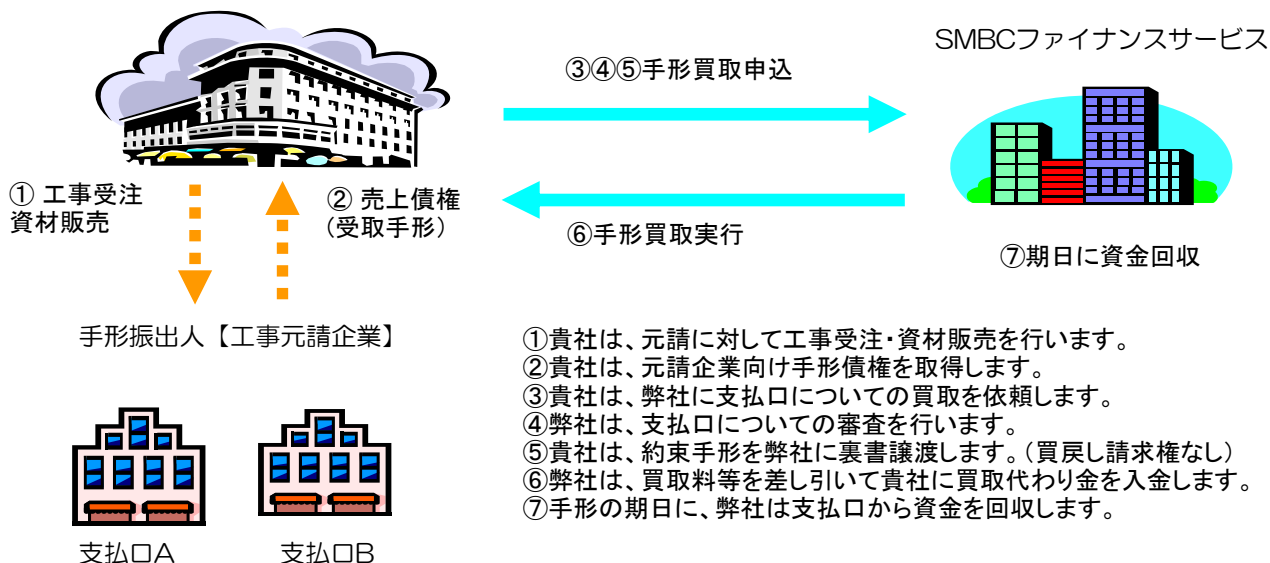 SMBCファイナンスサービス
③④⑤手形買取申込
① 工事受注
資材販売
② 売上債権
(受取手形)
⑥手形買取実行
⑦期日に資金回収
手形振出人【工事元請企業】
①貴社は、元請に対して工事受注・資材販売を行います。
②貴社は、元請企業向け手形債権を取得します。
③貴社は、弊社に支払口についての買取を依頼します。
④弊社は、支払口についての審査を行います。
⑤貴社は、約束手形を弊社に裏書譲渡します。(買戻し請求権なし)
⑥弊社は、買取料等を差し引いて貴社に買取代わり金を入金します。
⑦手形の期日に、弊社は支払口から資金を回収します。
支払口A
支払口B